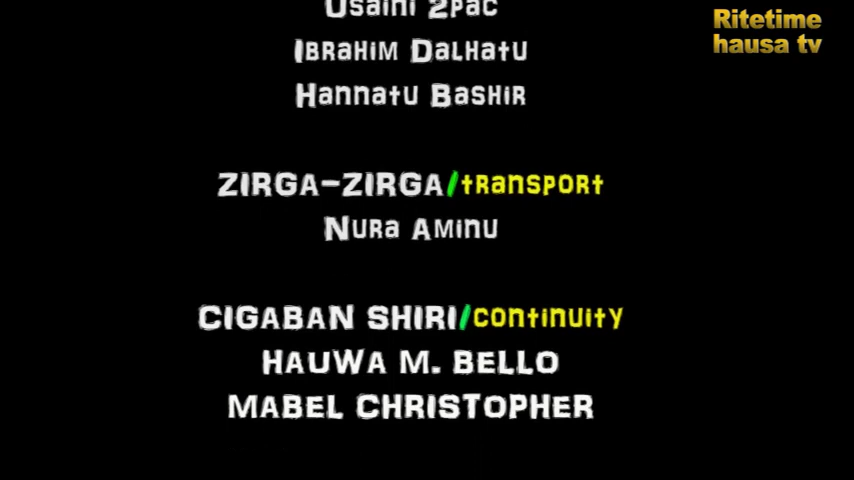 Ritetime
hausa tv
Usaini 2pac
Ibrahim Dalhatu
Hannatu Bashir
ZIRGA-ZIRGA/transport
Nura Aminu
CIGABAN SHIRI/continuity
HAUWA M. BELLO
MABEL CHRISTOPHER